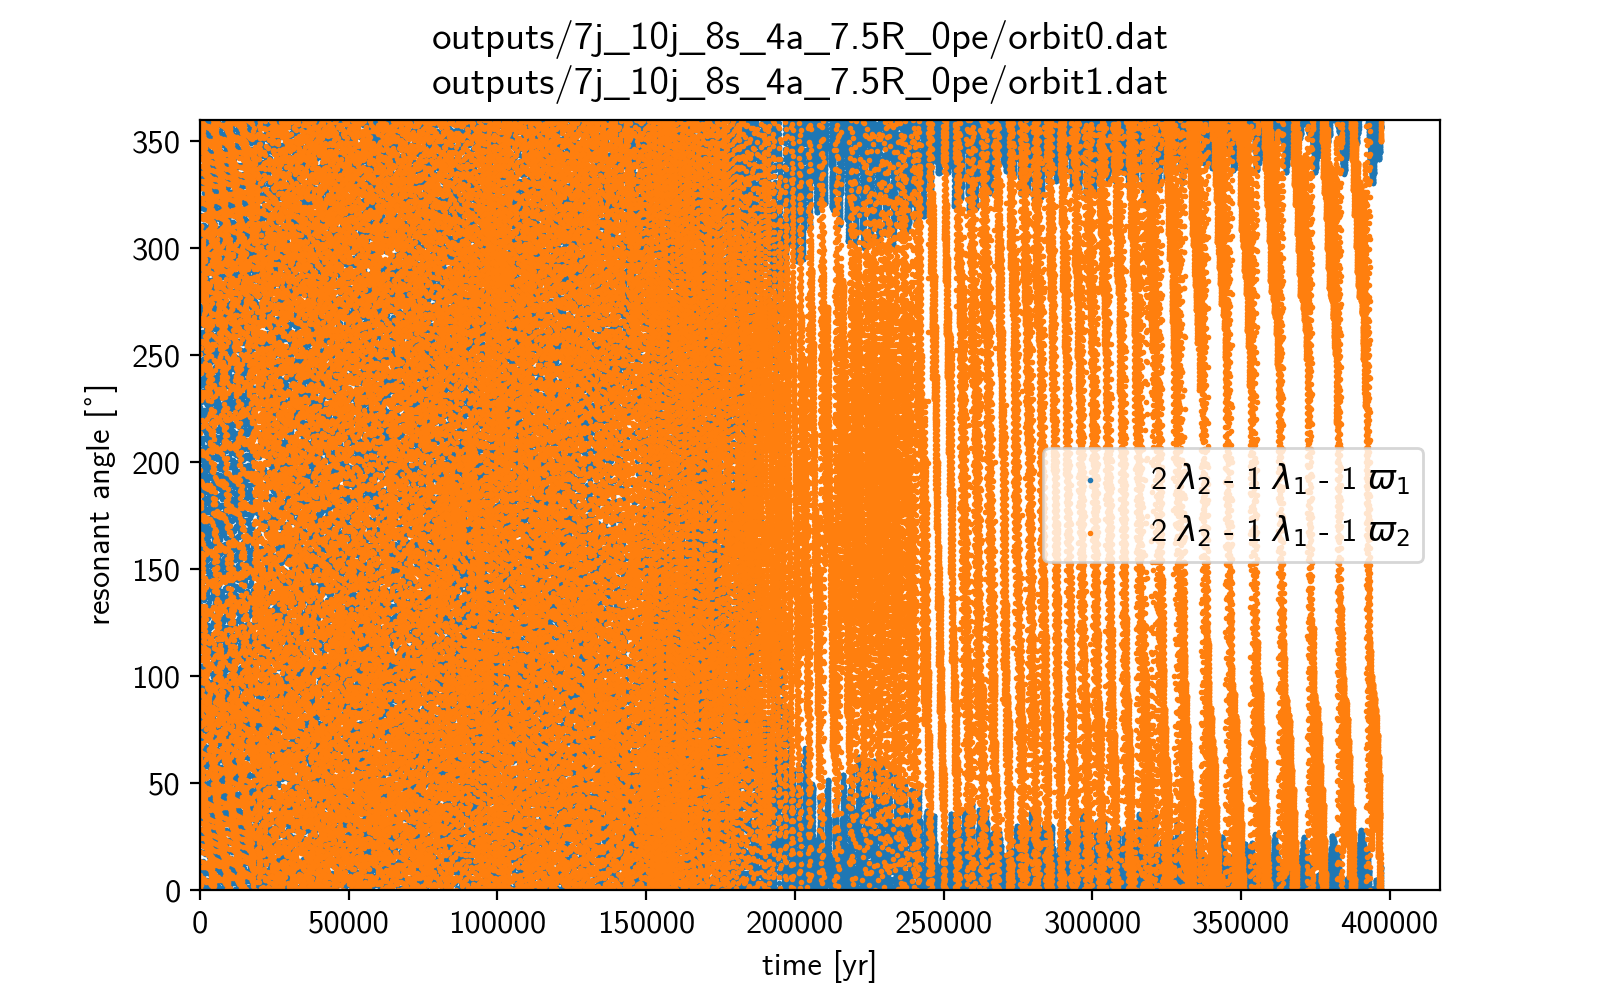 outputs/7j_10j_8s_4a_7.5R_0pe/orbit0.dat
outputs/7j_10j_8s_4a_7.5R_0pe/orbit1.dat
350
300
250
200
150
100
50
0
resonant angle [°]
2 λ₂ - 1 λ₁ - 1 ϖ₁
2 λ₂ - 1 λ₁ - 1 ϖ₂
0 50000 100000 150000 200000 250000 300000 350000 400000
time [yr]